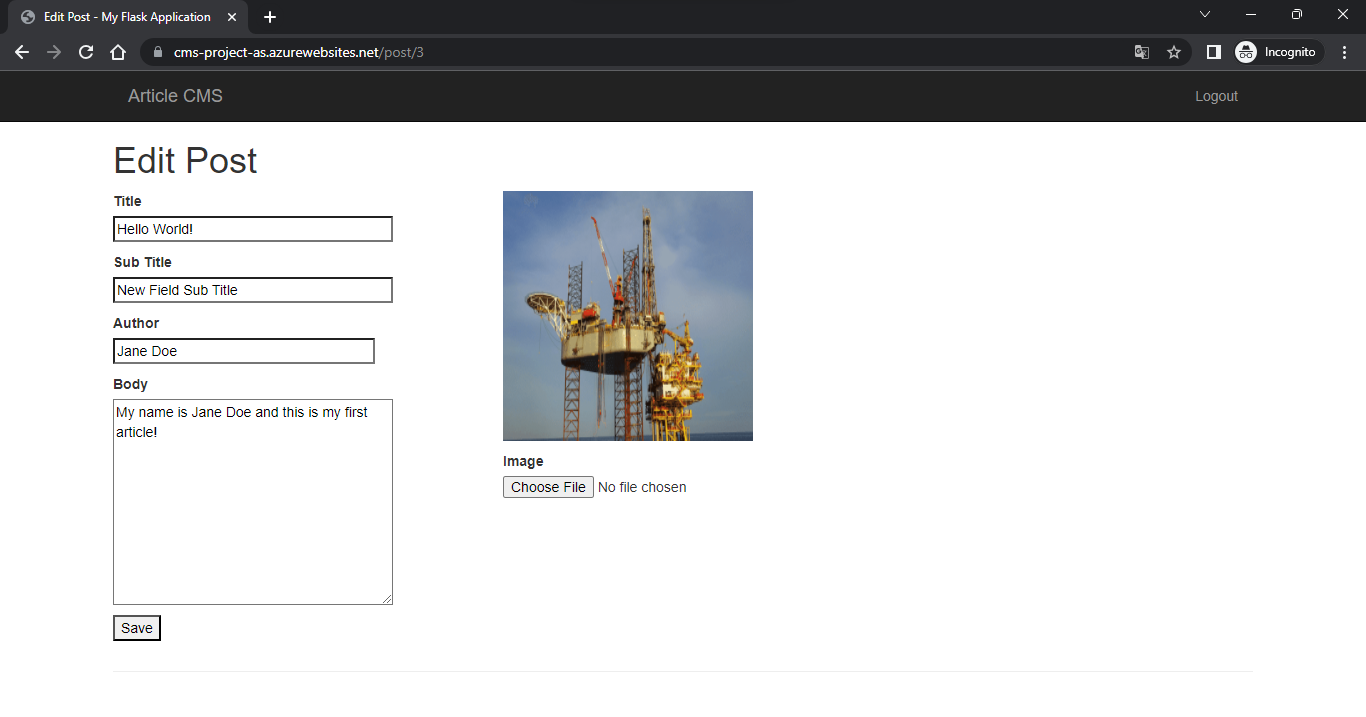 Edit Post - My Flask Application
cms-project-as.azurewebsites.net/post/3
Incognito
Article CMS
Logout
Edit Post
Title
Hello World!
Sub Title
New Field Sub Title
Author
Jane Doe
Body
My name is Jane Doe and this is my first
article!
Save
Image
Choose File No file chosen